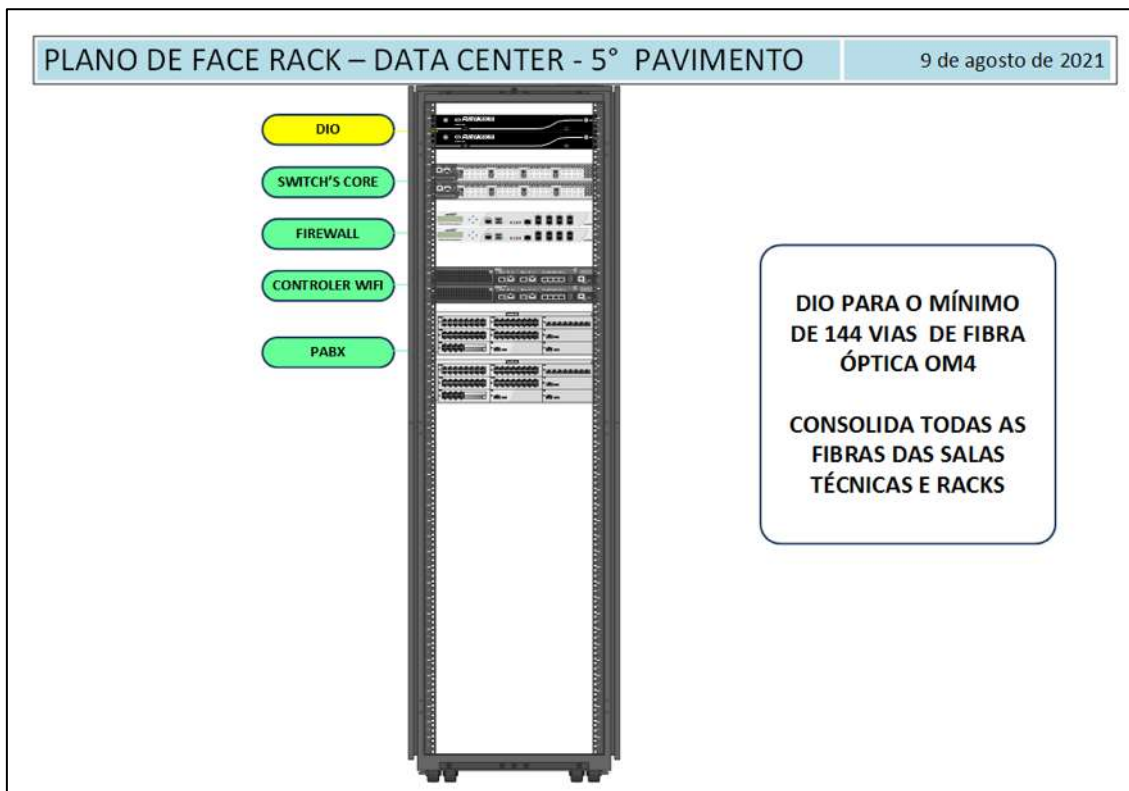 PLANO DE FACE RACK – DATA CENTER - 5° PAVIMENTO
9 de agosto de 2021
DIO
FURUKAWA
FURUKAWA
SWITCH'S CORE
FIREWALL
CONTROLER WIFI
PABX
DIO PARA O MÍNIMO
DE 144 VIAS DE FIBRA
ÓPTICA OM4
CONSOLIDA TODAS AS
FIBRAS DAS SALAS
TÉCNICAS E RACKS